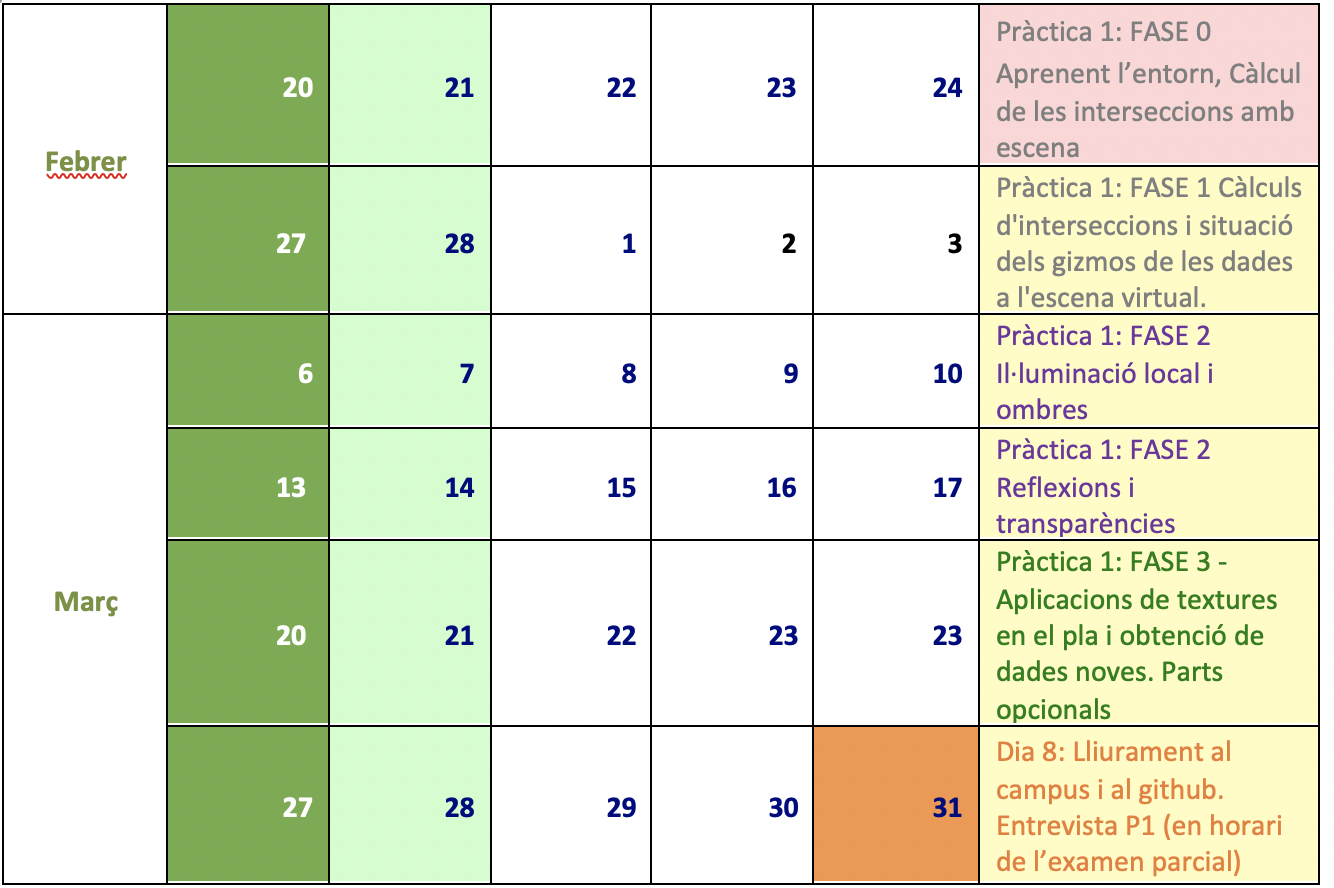 Febrer
20 21 22 23 24
Pràctica 1: FASE 0
Aprenent l’entorn, Càlcul
de les interseccions amb
escena
27 28 1 2 3
Pràctica 1: FASE 1 Càlculs
d'interseccions i situació
dels gizmos de les dades
a l'escena virtual.
Març
6 7 8 9 10
Pràctica 1: FASE 2
Il·luminació local i
ombres
13 14 15 16 17
Pràctica 1: FASE 2
Reflexions i
transparències
20 21 22 23 23
Pràctica 1: FASE 3 -
Aplicacions de textures
en el pla i obtenció de
dades noves. Parts
opcionals
27 28 29 30 31
Dia 8: Lliurament al
campus i al github.
Entrevista P1 (en horari
de l’examen parcial)